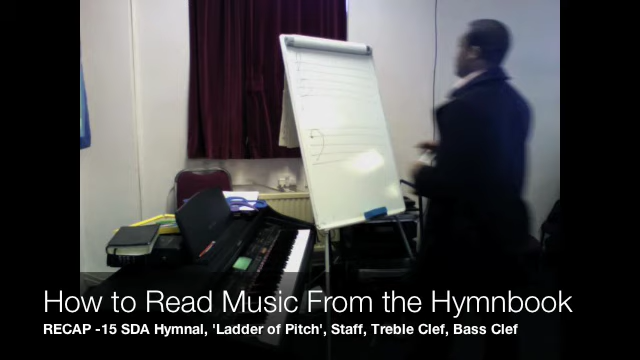 How to Read Music From the Hymnbook
RECAP -15 SDA Hymnal, 'Ladder of Pitch', Staff, Treble Clef, Bass Clef